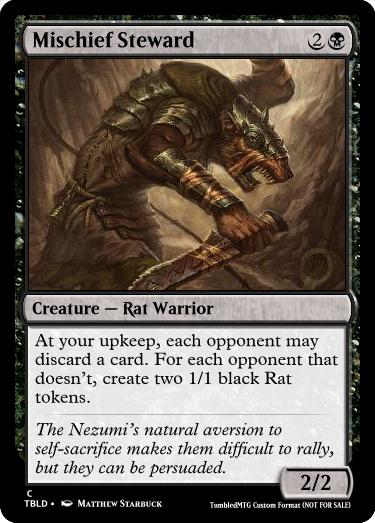 Mischief Steward 2
Creature — Rat Warrior
At your upkeep, each opponent may
discard a card. For each opponent that
doesn't, create two 1/1 black Rat
tokens.
The Nezumi's natural aversion to
self-sacrifice makes them difficult to rally,
but they can be persuaded.
2/2
C
TBLD • Matthew Starbuck
TumbledMTG Custom Format (NOT FOR SALE)